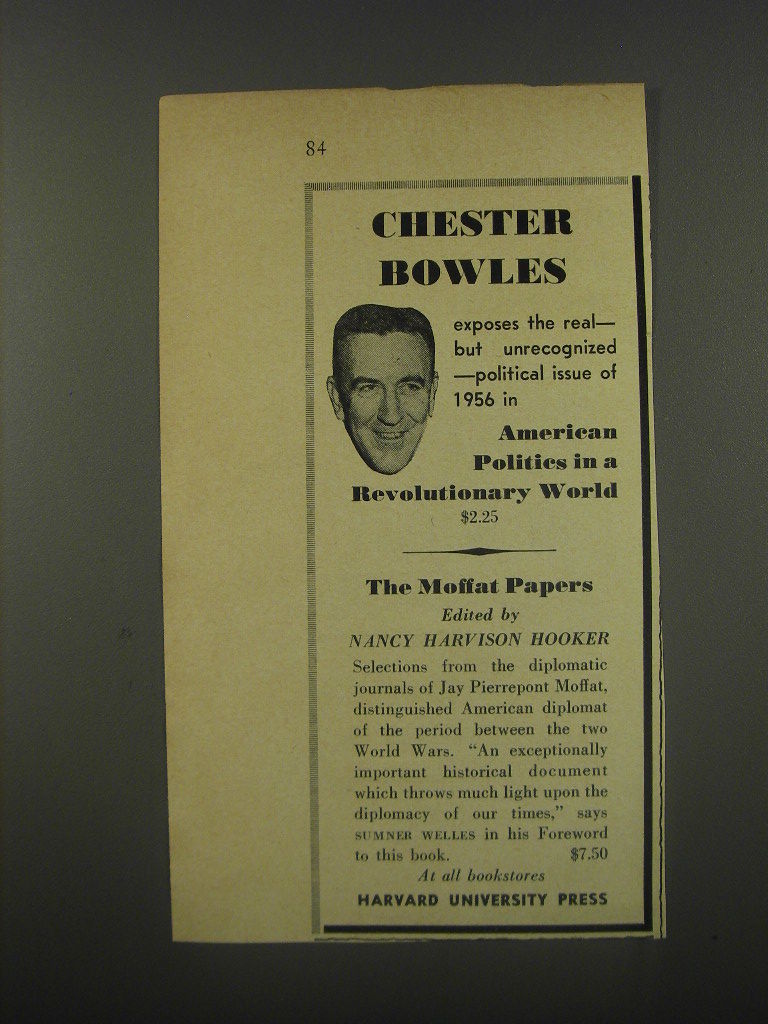 84
CHESTER
BOWLES
exposes the real—
but unrecognized
—political issue of
1956 in
American
Politics in a
Revolutionary World
$2.25
The Moffat Papers
Edited by
NANCY HARVISON HOOKER
Selections from the diplomatic
journals of Jay Pierrepont Moffat,
distinguished American diplomat
of the period between the two
World Wars. “An exceptionally
important historical document
which throws much light upon the
diplomacy of our times,” says
SUMNER WELLES in his Foreword
to this book. $7.50
At all bookstores
HARVARD UNIVERSITY PRESS